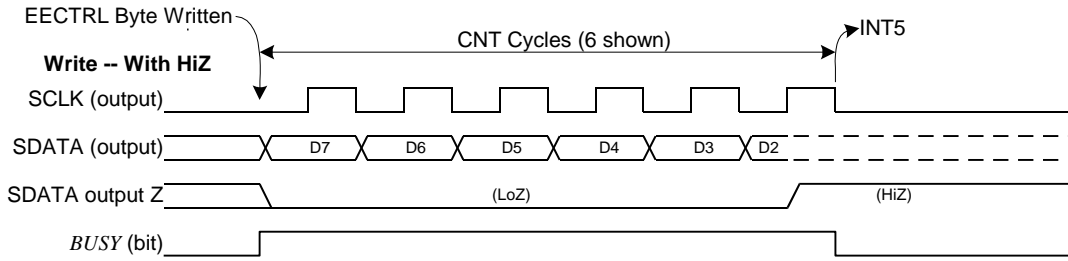 EECTRL Byte Written
CNT Cycles (6 shown)
INT5
Write -- With HiZ
SCLK (output)
SDATA (output) D7 D6 D5 D4 D3 D2
SDATA output Z (LoZ) (HiZ)
BUSY (bit)